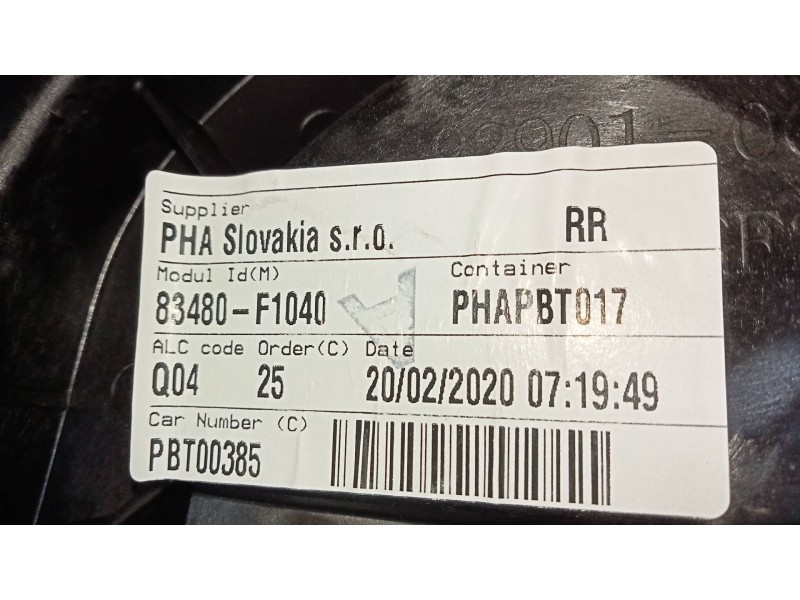 Supplier
PHA Slovakia s.r.o. RR
Modul Id(M) Container
83480-F1040 A PHAPBT017
ALC code Order(C) Date
Q04 25 20/02/2020 07:19:49
Car Number (C)
PBT00385